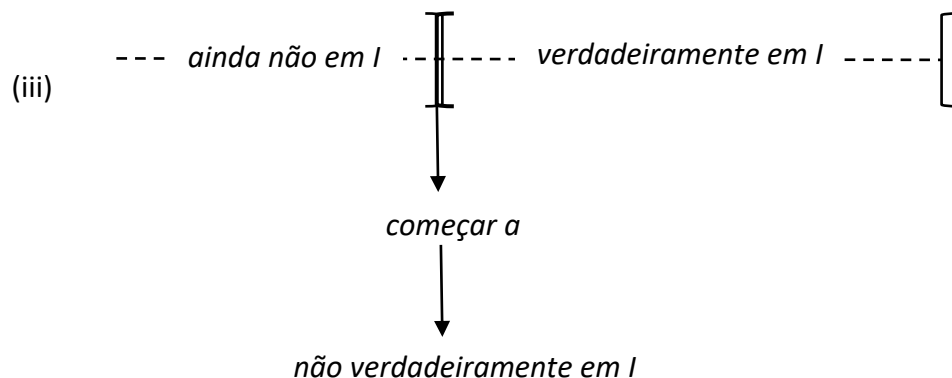 ainda não em I verdadeiramente em I
(iii)
começar a
não verdadeiramente em I